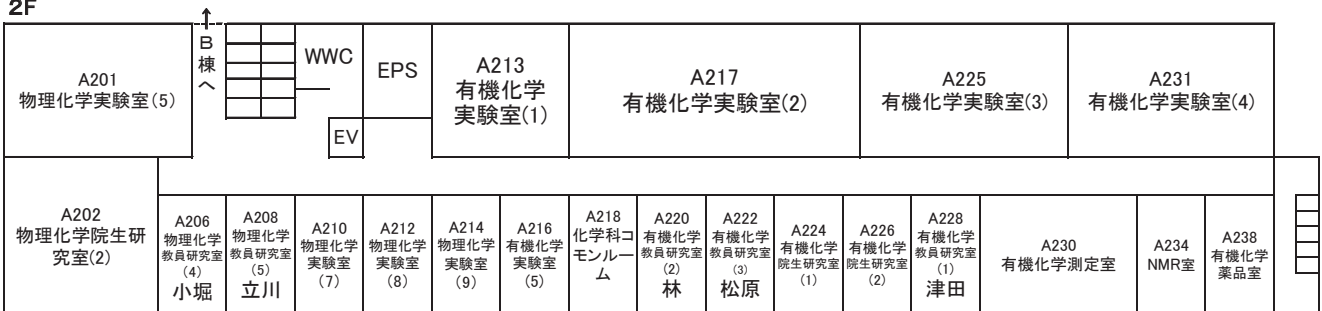 2F
A201
物理化学実験室(5)
B
棟
へ
WWC
EPS
EV
A213
有機化学
実験室(1)
A217
有機化学実験室(2)
A225
有機化学実験室(3)
A231
有機化学実験室(4)
A202
物理化学院生研
究室(2)
A206
物理化学
教員研究室
(4)
小堀
A208
物理化学
教員研究室
(5)
立川
A210
物理化学
実験室
(7)
A212
物理化学
実験室
(8)
A214
物理化学
実験室
(9)
A216
有機化学
実験室
(5)
A218
化学科コ
モンルー
ム
A220
有機化学
教員研究室
(2)
林
A222
有機化学
教員研究室
(3)
松原
A224
有機化学
院生研究室
(1)
A226
有機化学
院生研究室
(2)
A228
有機化学
教員研究室
(1)
津田
A230
有機化学測定室
A234
NMR室
A238
有機化学
薬品室